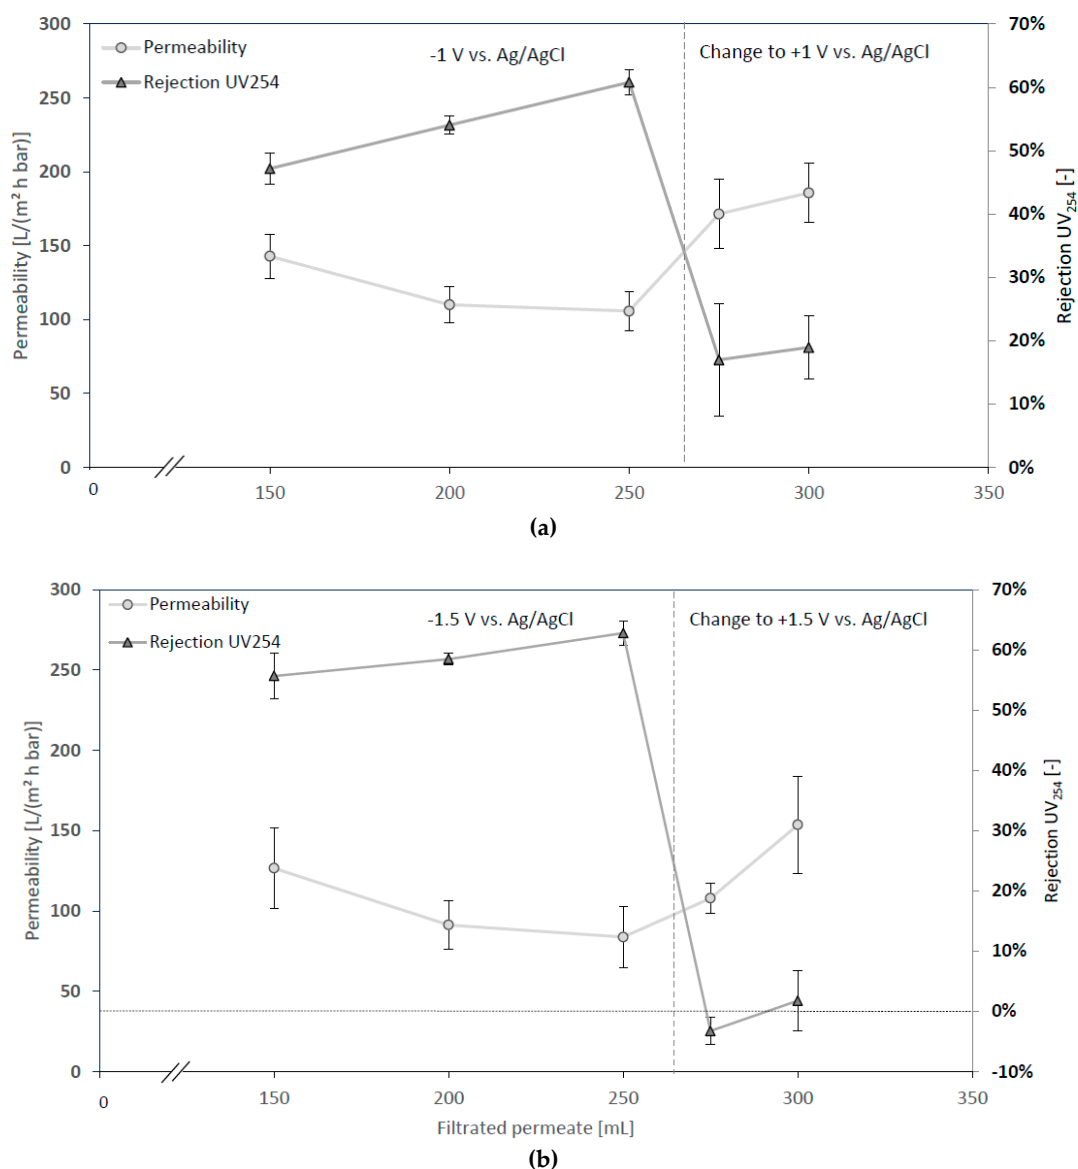 300
250
200
150
100
50
0
Permeability [L/(m² h bar)]
Permeability
Rejection UV254
-1 V vs. Ag/AgCl
Change to +1 V vs. Ag/AgCl
70%
60%
50%
40%
30%
20%
10%
0%
Rejection UV254 [-]
0 150 200 250 300 350
(a)
300
250
200
150
100
50
0
Permeability [L/(m² h bar)]
Permeability
Rejection UV254
-1.5 V vs. Ag/AgCl
Change to +1.5 V vs. Ag/AgCl
70%
60%
50%
40%
30%
20%
10%
0%
-10%
Rejection UV254 [-]
0 150 200 250 300 350
Filtrated permeate [mL]
(b)